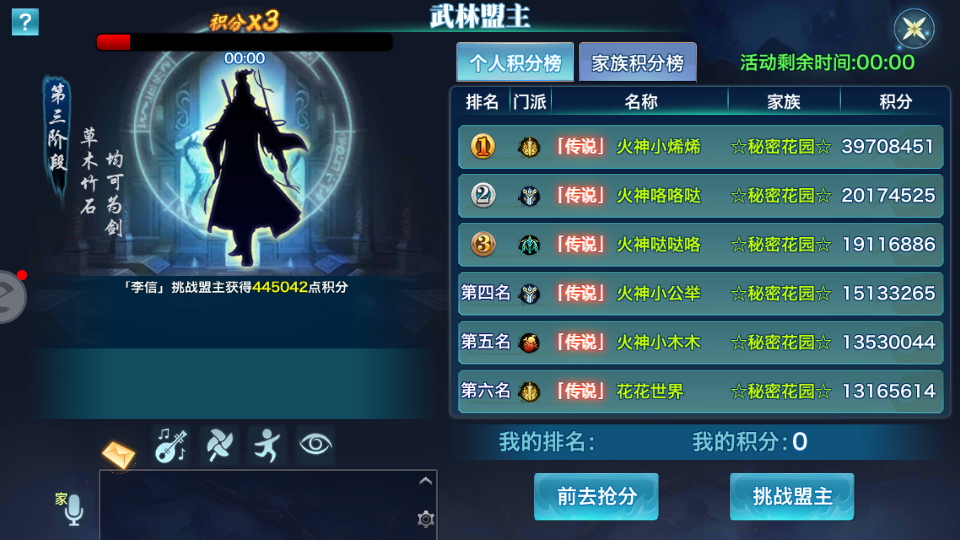 ?
积分x3
武林盟主
00:00
第三阶段
草木竹石
均可为剑
「李信」挑战盟主获得445042点积分
家
个人积分榜 家族积分榜 活动剩余时间:00:00
排名 门派 名称 家族 积分
1 「传说」 火神小烯烯 ☆秘密花园☆ 39708451
2 「传说」 火神咯咯哒 ☆秘密花园☆ 20174525
3 「传说」 火神哒哒咯 ☆秘密花园☆ 19116886
第四名 「传说」 火神小公举 ☆秘密花园☆ 15133265
第五名 「传说」 火神小木木 ☆秘密花园☆ 13530044
第六名 「传说」 花花世界 ☆秘密花园☆ 13165614
我的排名: 我的积分:0
前去抢分 挑战盟主